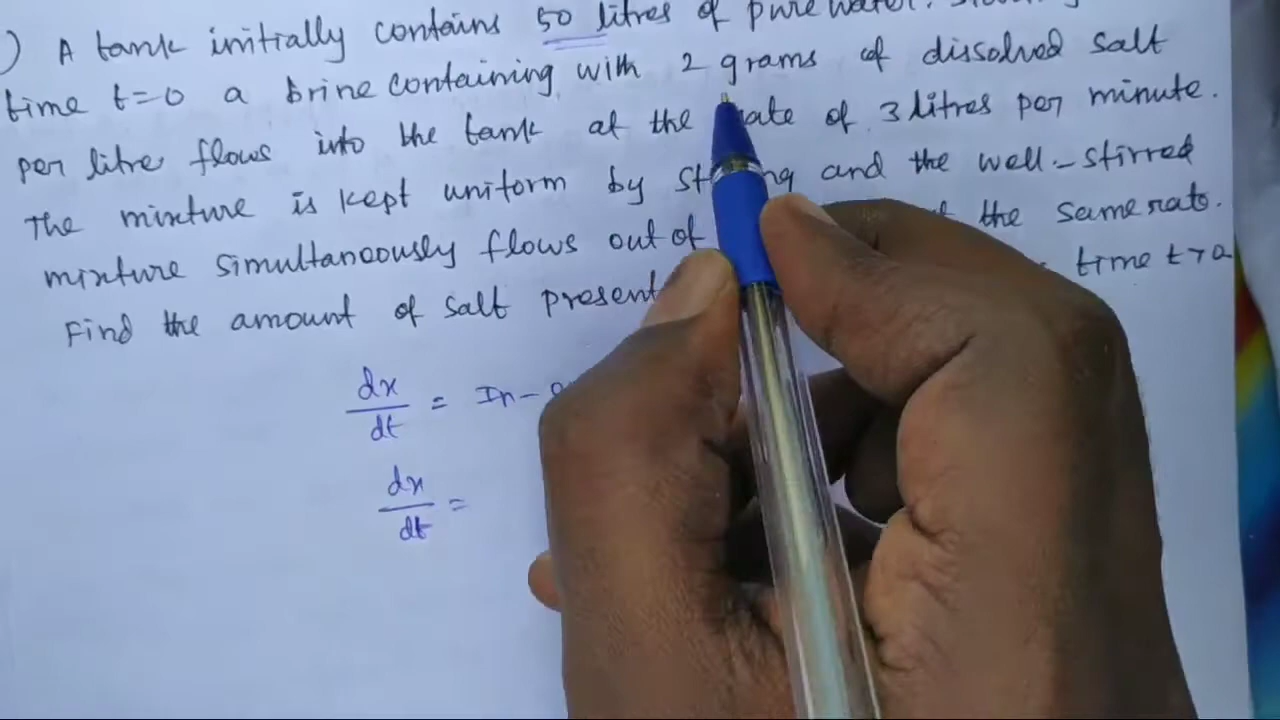 ) A tank initially contains 50 litres of pure water.
time t=0 a brine containing with 2 grams of dissolved salt
per litre flows into the tank at the rate of 3 litres per minute.
The mixture is kept uniform by and the well-stirred
mixture simultaneously flows out of the same rate.
Find the amount of salt present time t>0
dx/dt = In -
dx/dt =